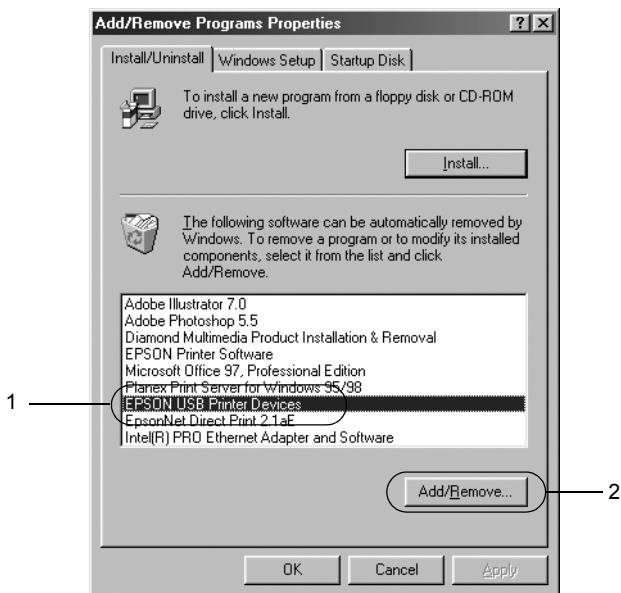 Add/Remove Programs Properties
Install/Uninstall Windows Setup Startup Disk
To install a new program from a floppy disk or CD-ROM
drive, click Install.
Install...
The following software can be automatically removed by
Windows. To remove a program or to modify its installed
components, select it from the list and click
Add/Remove.
Adobe Illustrator 7.0
Adobe Photoshop 5.5
Diamond Multimedia Product Installation & Removal
EPSON Printer Software
Microsoft Office 97, Professional Edition
Planex Print Server for Windows 95/98
1
EPSON USB Printer Devices
EpsonNet Direct Print 2.1aE
Intel(R) PRO Ethernet Adapter and Software
Add/Remove...
2
OK Cancel Apply